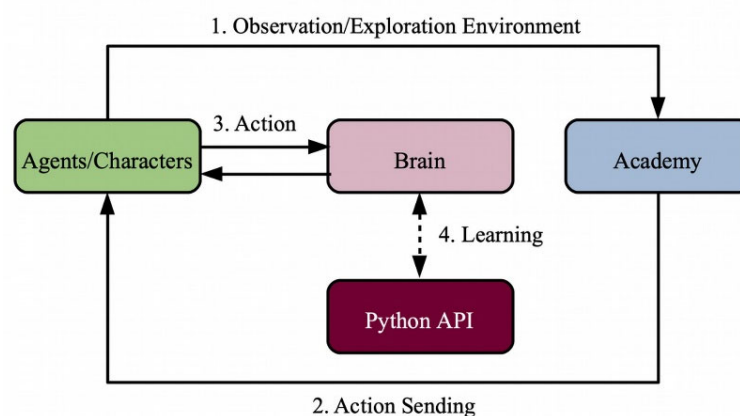 1. Observation/Exploration Environment
Agents/Characters
3. Action
Brain
Academy
4. Learning
Python API
2. Action Sending